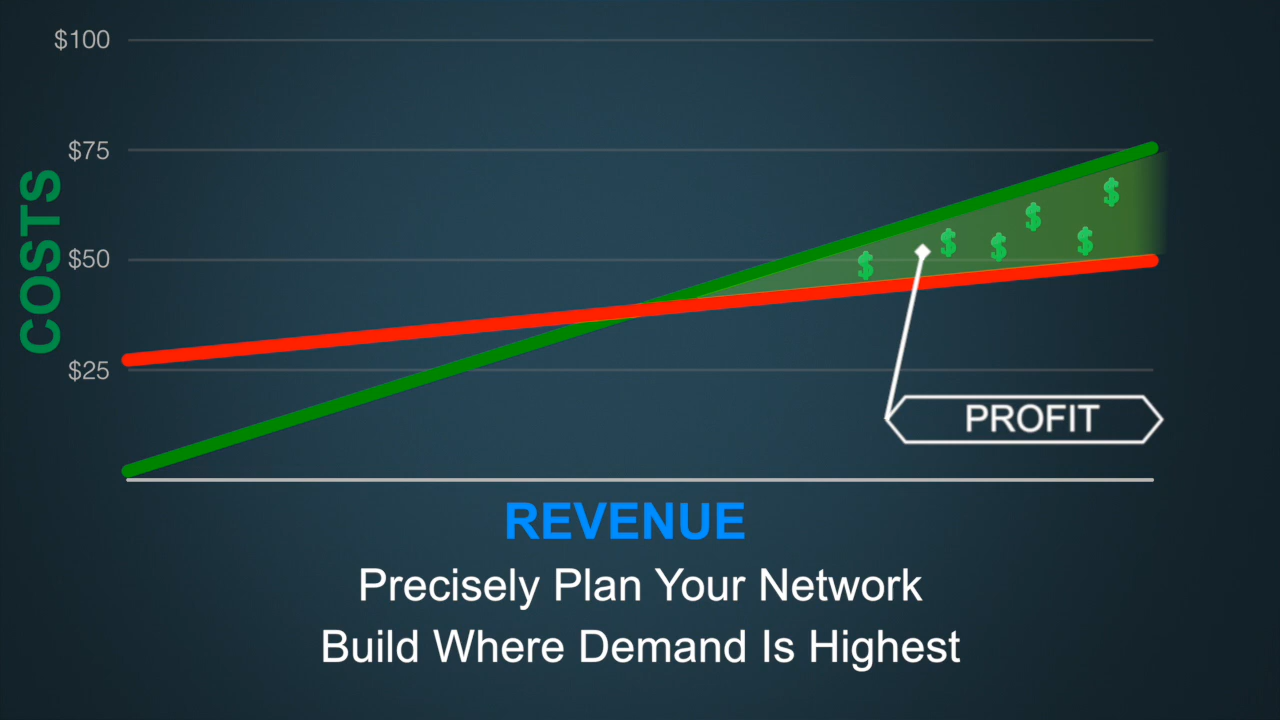 $100
$75
$50
$25
COSTS
PROFIT
REVENUE
Precisely Plan Your Network
Build Where Demand Is Highest
$
$
$
$
$
$